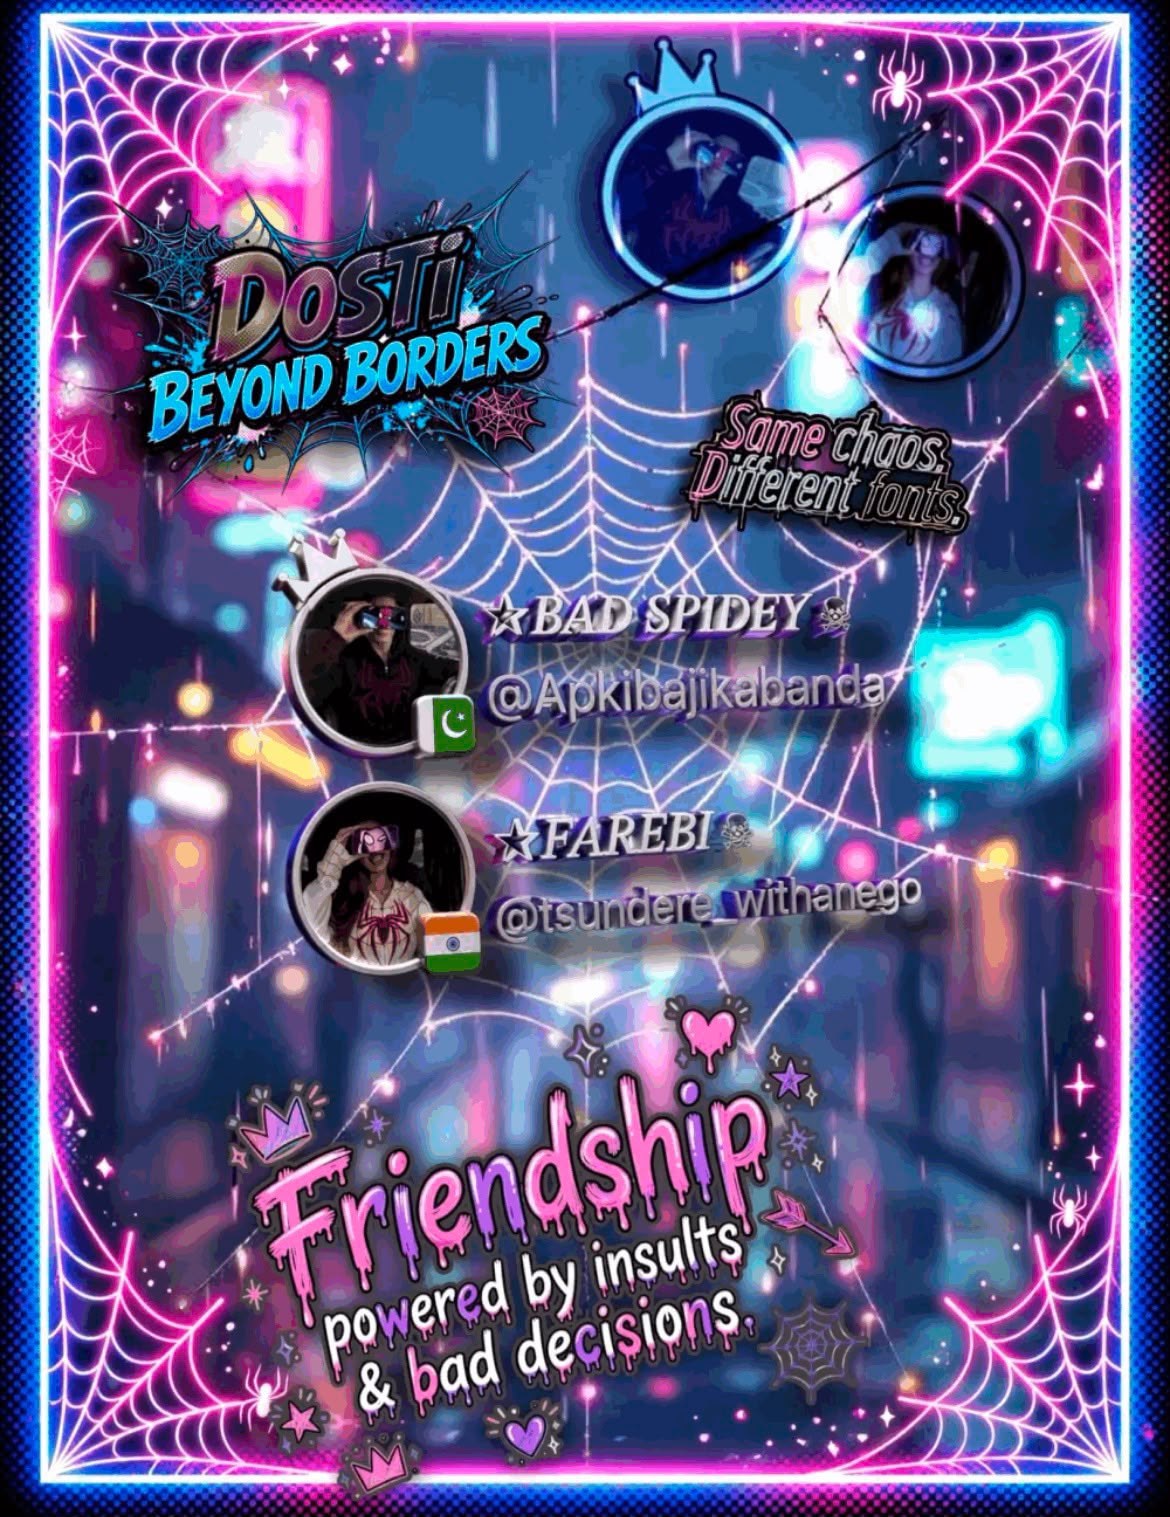 DOSTi
BEYOND BORDERS
Same chaos.
Different fonts.
☆BAD SPIDEY ☠
@Apkibajikabanda
☆FAREBI ☠
@tsundere_withanego
Friendship
powered by insults
& bad decisions.